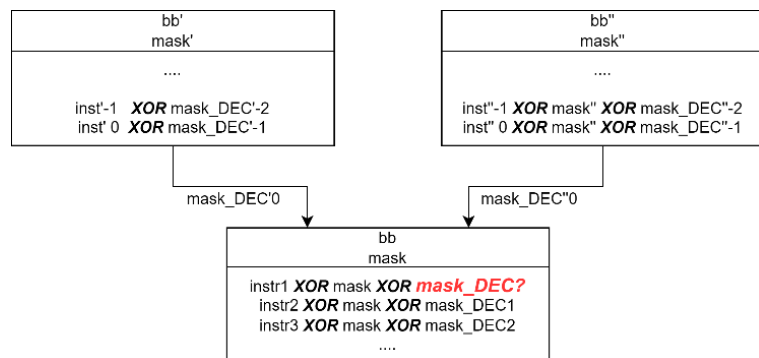 bb'
mask'
....
inst'-1 XOR mask_DEC'-2
inst' 0 XOR mask_DEC'-1
bb"
mask"
....
inst"-1 XOR mask" XOR mask_DEC"-2
inst" 0 XOR mask" XOR mask_DEC"-1
mask_DEC'0
mask_DEC"0
bb
mask
instr1 XOR mask XOR mask_DEC?
instr2 XOR mask XOR mask_DEC1
instr3 XOR mask XOR mask_DEC2
....